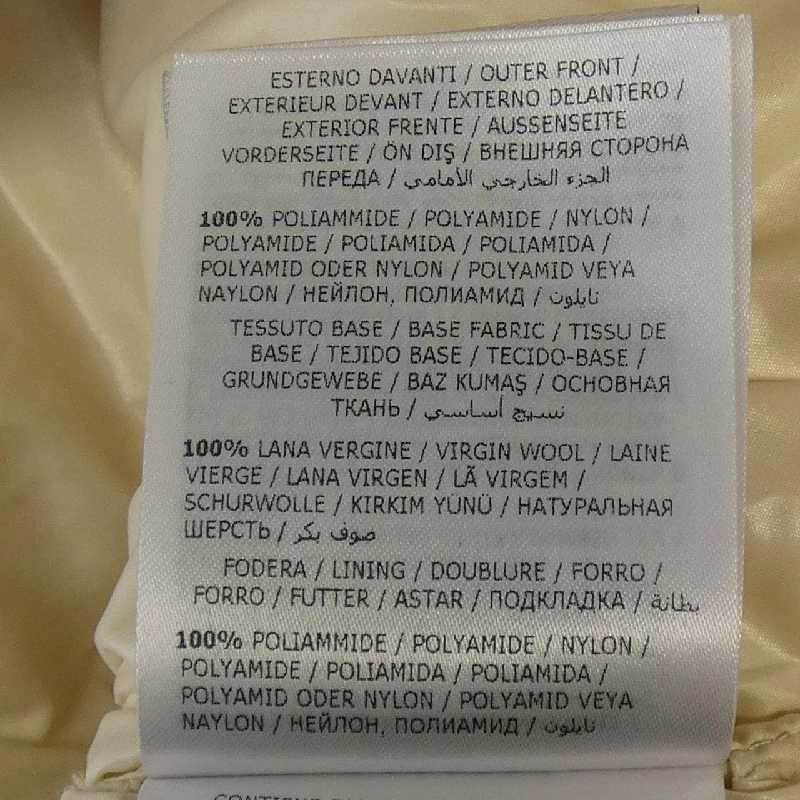 ESTERNO DAVANTI / OUTER FRONT /
EXTERIEUR DEVANT / EXTERNO DELANTERO /
EXTERIOR FRENTE / AUSSENSEITE
VORDERSEITE / ÖN DIŞ / ВНЕШНЯЯ СТОРОНА
ПЕРЕДА / الجزء الخارجي الأمامي
100% POLIAMMIDE / POLYAMIDE / NYLON /
POLYAMIDE / POLIAMIDA / POLIAMIDA /
POLYAMID ODER NYLON / POLYAMID VEYA
NAYLON / НЕЙЛОН, ПОЛИАМИД / نايلون
TESSUTO BASE / BASE FABRIC / TISSU DE
BASE / TEJIDO BASE / TECIDO-BASE /
GRUNDGEWEBE / BAZ KUMAŞ / ОСНОВНАЯ
ТКАНЬ / نسيج أساسي
100% LANA VERGINE / VIRGIN WOOL / LAINE
VIERGE / LANA VIRGEN / LÃ VIRGEM /
SCHURWOLLE / KIRKIM YÜNÜ / НАТУРАЛЬНАЯ
ШЕРСТЬ / صوف بكر
FODERA / LINING / DOUBLURE / FORRO /
FORRO / FUTTER / ASTAR / ПОДКЛАДКА / بطانة
100% POLIAMMIDE / POLYAMIDE / NYLON /
POLYAMIDE / POLIAMIDA / POLIAMIDA /
POLYAMID ODER NYLON / POLYAMID VEYA
NAYLON / НЕЙЛОН, ПОЛИАМИД / نايلون